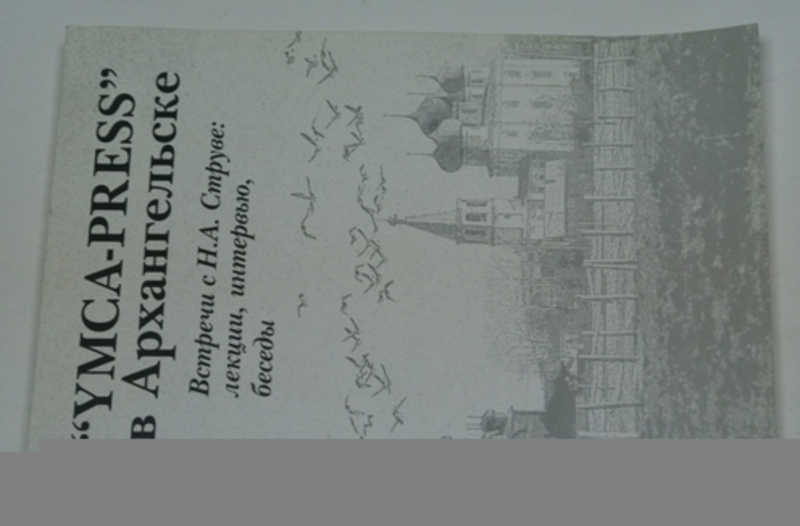 “YMCA-PRESS”
в Архангельске
Встречи с Н.А. Струве:
лекции, интервью,
беседы